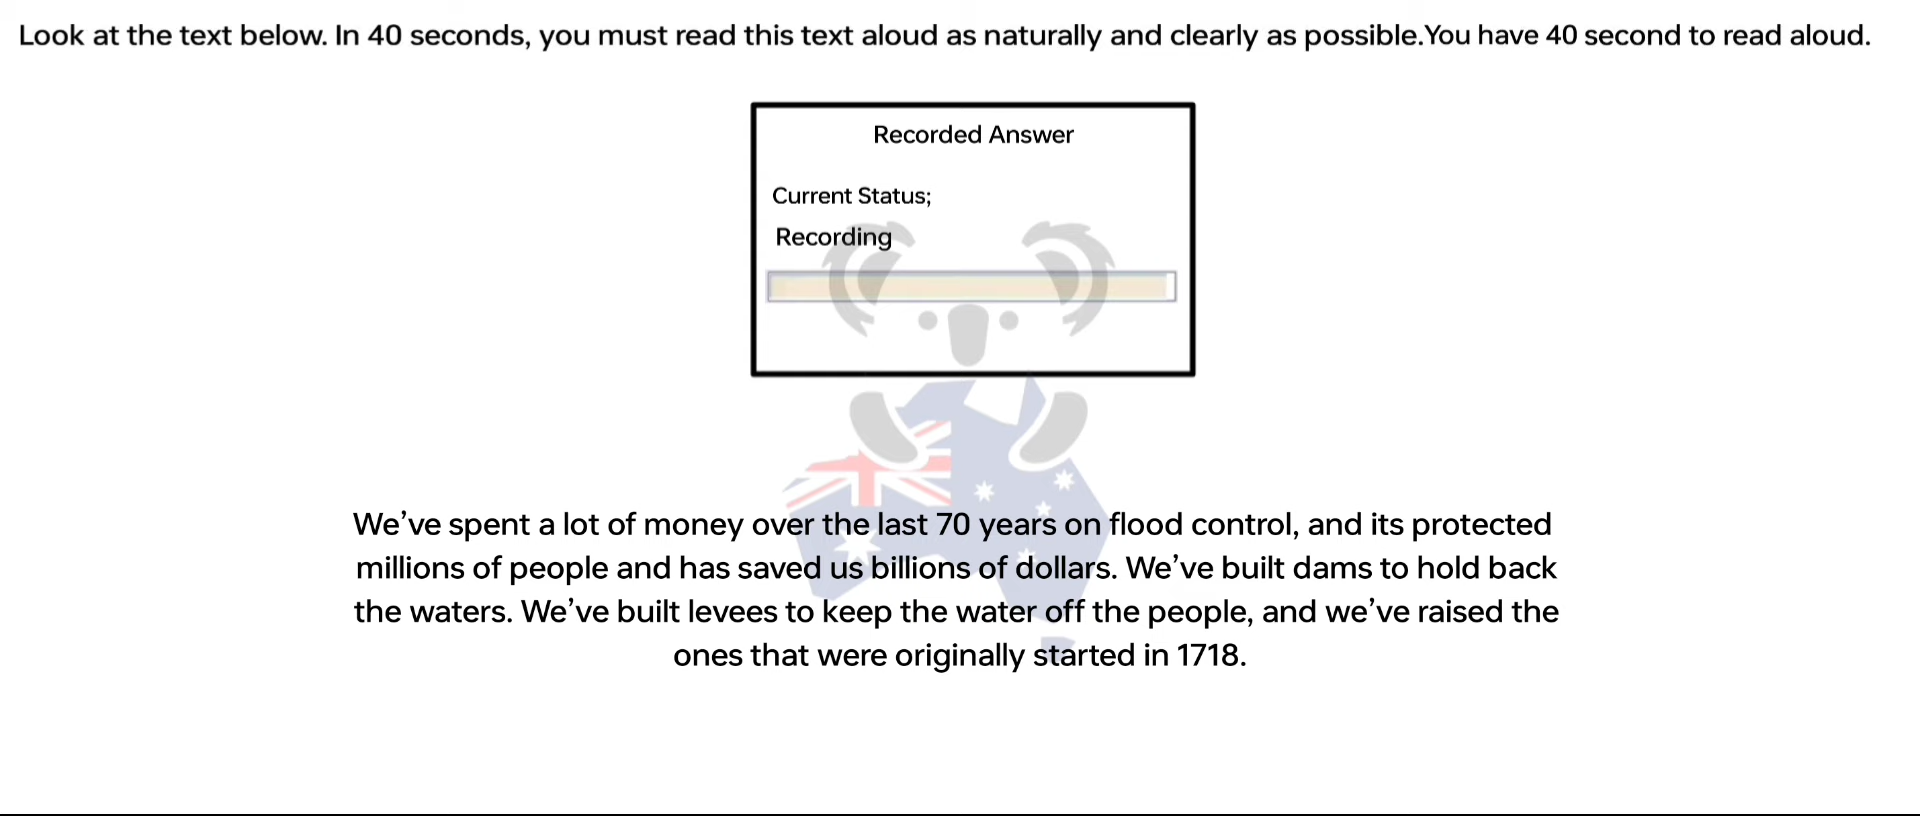 Look at the text below. In 40 seconds, you must read this text aloud as naturally and clearly as possible.You have 40 second to read aloud.
Recorded Answer
Current Status;
Recording
We’ve spent a lot of money over the last 70 years on flood control, and its protected
millions of people and has saved us billions of dollars. We’ve built dams to hold back
the waters. We’ve built levees to keep the water off the people, and we’ve raised the
ones that were originally started in 1718.